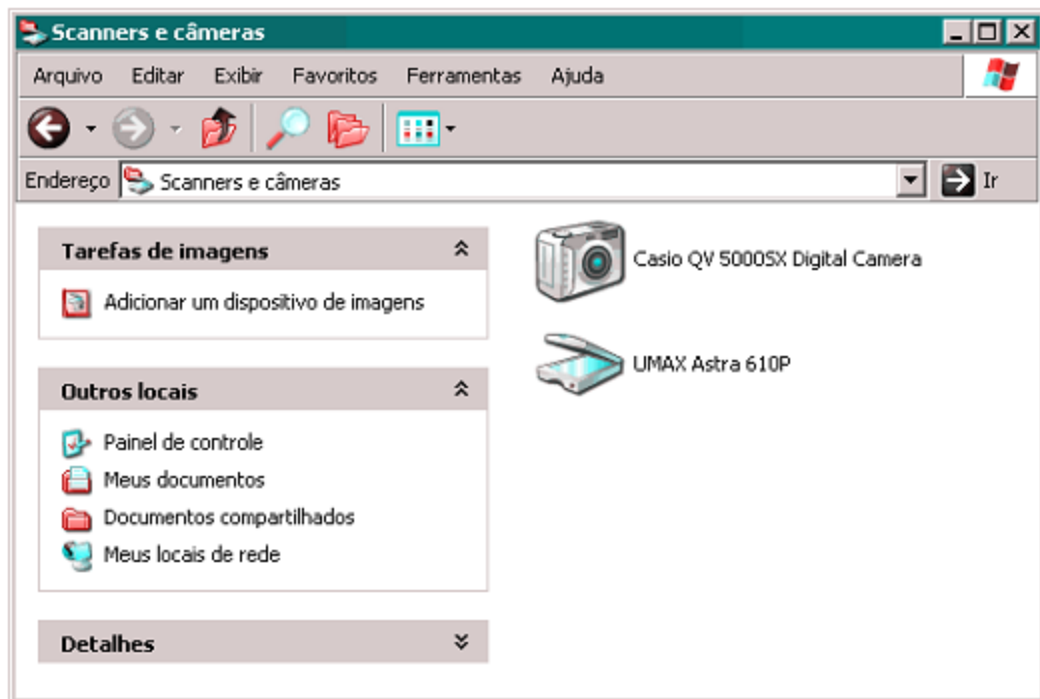 Scanners e câmeras
Arquivo Editar Exibir Favoritos Ferramentas Ajuda
Endereço Scanners e câmeras Ir
Tarefas de imagens
Adicionar um dispositivo de imagens
Outros locais
Painel de controle
Meus documentos
Documentos compartilhados
Meus locais de rede
Detalhes
Casio QV 5000SX Digital Camera
UMAX Astra 610P